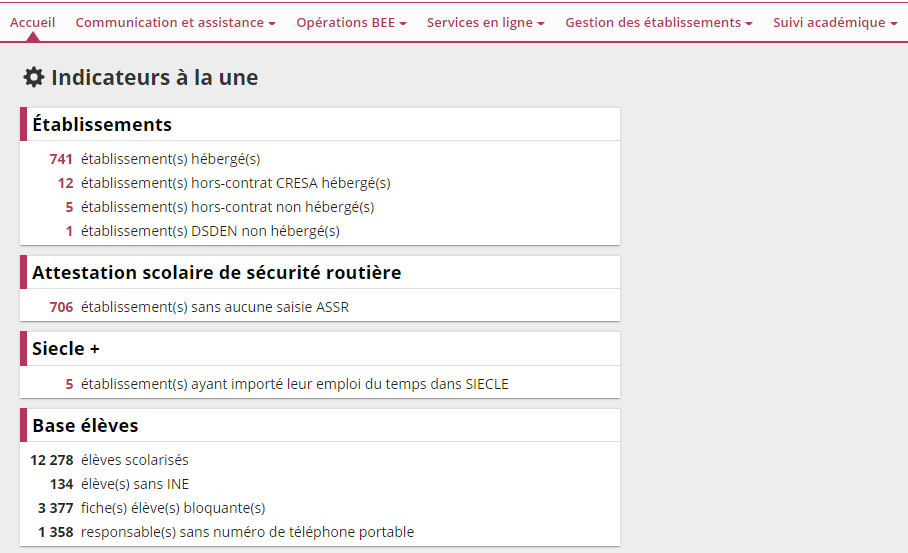 Accueil Communication et assistance Opérations BEE Services en ligne Gestion des établissements Suivi académique
Indicateurs à la une
Établissements
741 établissement(s) hébergé(s)
12 établissement(s) hors-contrat CRESA hébergé(s)
5 établissement(s) hors-contrat non hébergé(s)
1 établissement(s) DSDEN non hébergé(s)
Attestation scolaire de sécurité routière
706 établissement(s) sans aucune saisie ASSR
Siecle +
5 établissement(s) ayant importé leur emploi du temps dans SIECLE
Base élèves
12 278 élèves scolarisés
134 élève(s) sans INE
3 377 fiche(s) élève(s) bloquante(s)
1 358 responsable(s) sans numéro de téléphone portable